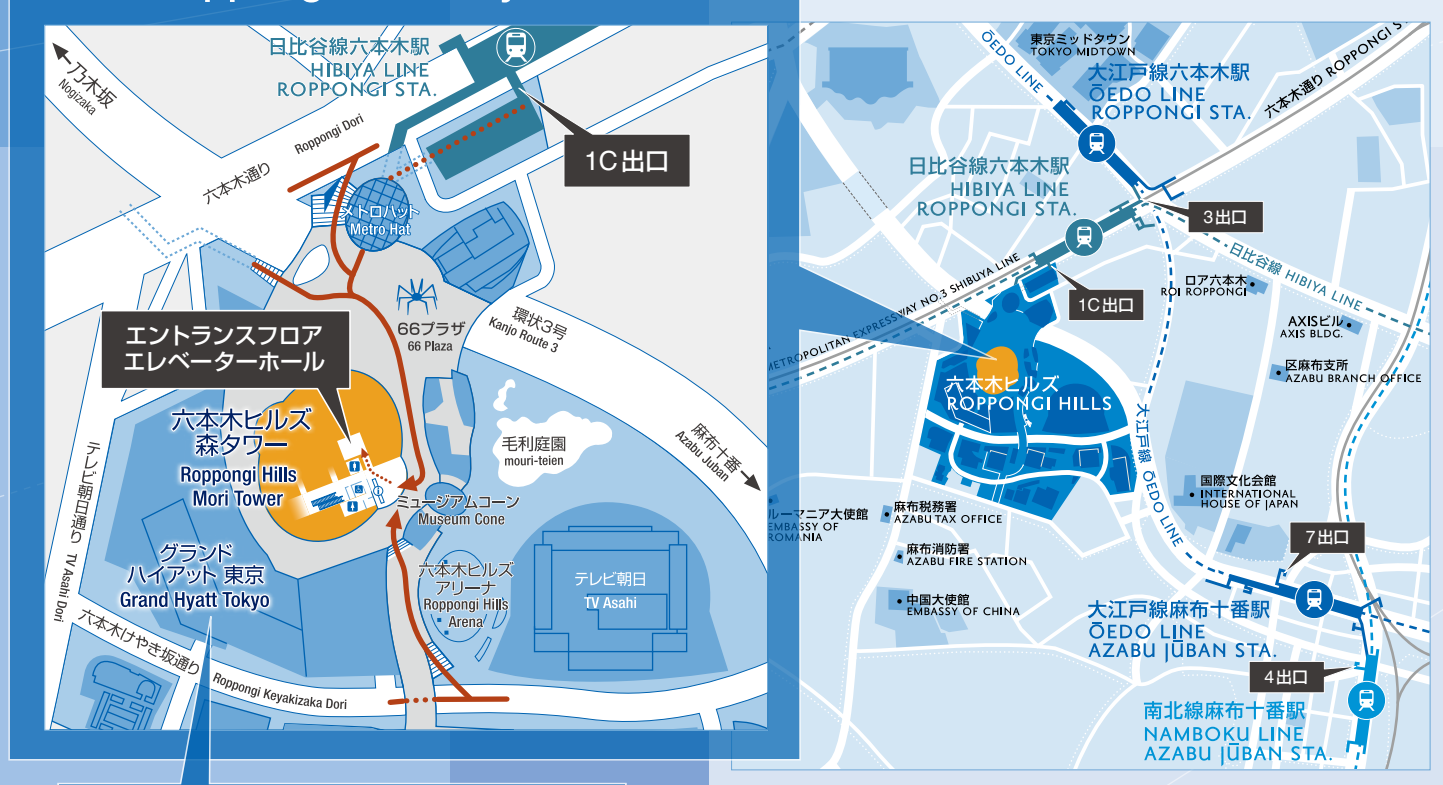 日比谷線六本木駅
HIBIYA LINE
ROPPONGI STA.
乃木坂
Nogizaka
六本木通り
Roppongi Dori
1C出口
メトロハット
Metro Hat
エントランスフロア
エレベーターホール
66プラザ
66 Plaza
環状3号
Kanjo Route 3
六本木ヒルズ
森タワー
Roppongi Hills
Mori Tower
毛利庭園
mouri-teien
麻布十番
Azabu Juban
ミュージアムコーン
Museum Cone
テレビ朝日通り TV Asahi Dori
グランド
ハイアット 東京
Grand Hyatt Tokyo
六本木ヒルズ
アリーナ
Roppongi Hills
Arena
テレビ朝日
TV Asahi
六本木けやき坂通り Roppongi Keyakizaka Dori
ŌEDO LINE
東京ミッドタウン
TOKYO MIDTOWN
大江戸線六本木駅
ŌEDO LINE
ROPPONGI STA.
六本木通り ROPPONGI S
日比谷線六本木駅
HIBIYA LINE
ROPPONGI STA.
3出口
日比谷線 HIBIYA LINE
METROPOLITAN EXPRESSWAY NO.3 SHIBUYA LINE
1C出口
ロア六本木
ROI ROPPONGI
AXISビル
AXIS BLDG.
区麻布支所
AZABU BRANCH OFFICE
六本木ヒルズ
ROPPONGI HILLS
大江戸線 ŌEDO LINE
国際文化会館
INTERNATIONAL
HOUSE OF JAPAN
ルーマニア大使館
EMBASSY OF
ROMANIA
麻布税務署
AZABU TAX OFFICE
麻布消防署
AZABU FIRE STATION
中国大使館
EMBASSY OF CHINA
7出口
大江戸線麻布十番駅
ŌEDO LINE
AZABU JŪBAN STA.
4出口
南北線麻布十番駅
NAMBOKU LINE
AZABU JŪBAN STA.